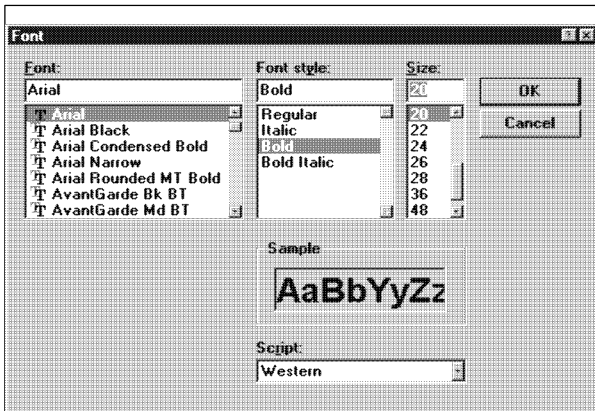 Font
Font:
Arial
Arial
Arial Black
Arial Condensed Bold
Arial Narrow
Arial Rounded MT Bold
AvantGarde Bk BT
AvantGarde Md BT
Font style:
Bold
Regular
Italic
Bold
Bold Italic
Size:
20
20
22
24
26
28
36
48
OK
Cancel
Sample
AaBbYyZz
Script:
Western